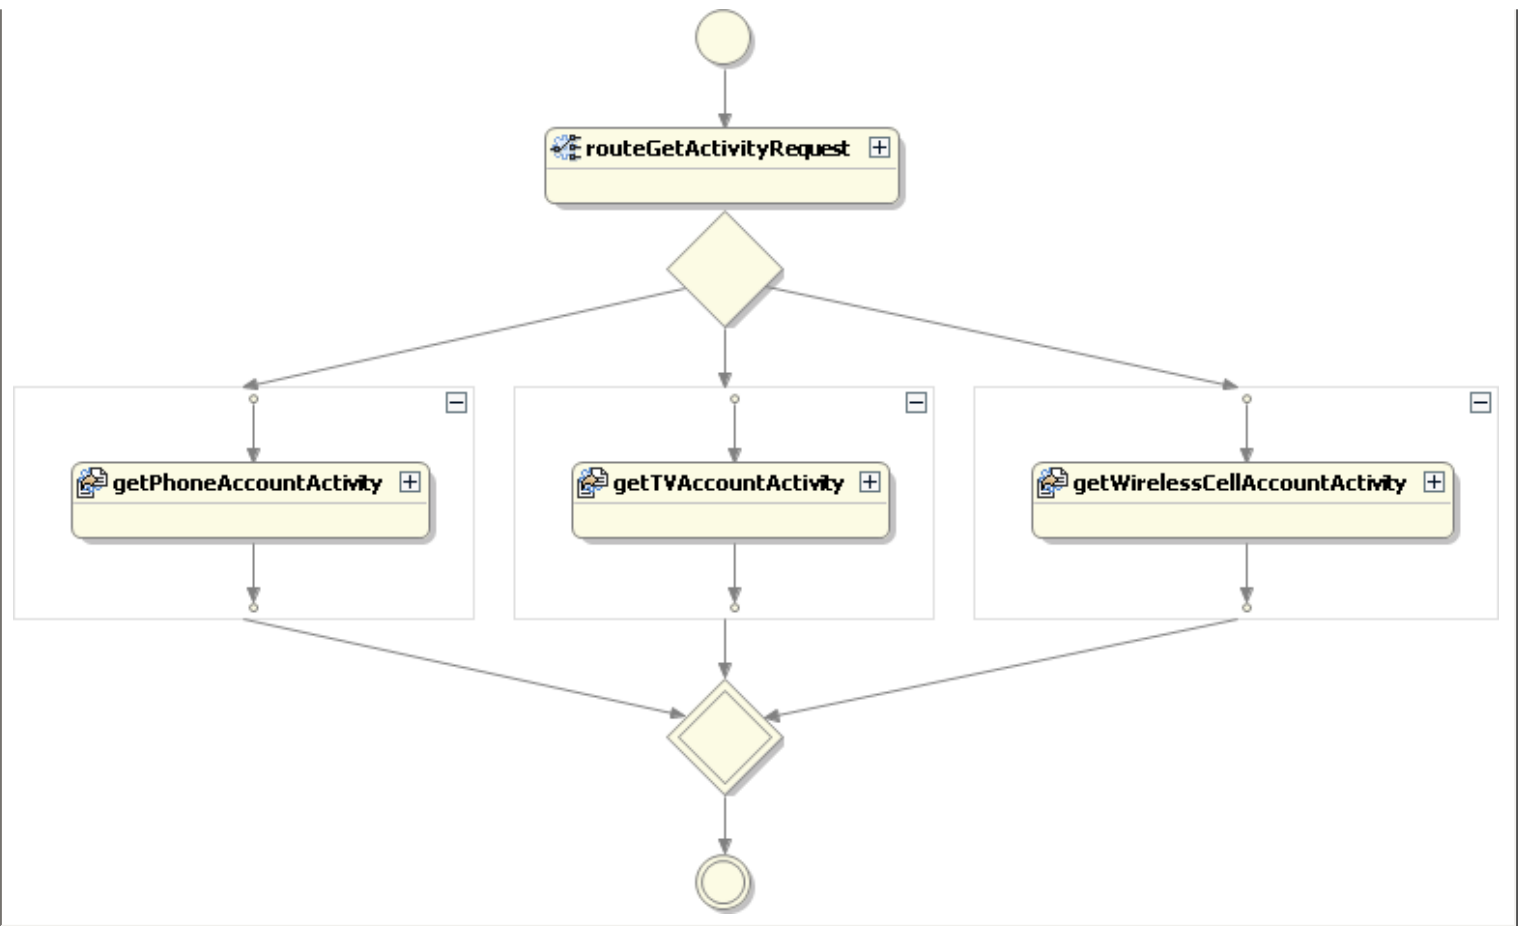 routeGetActivityRequest
getPhoneAccountActivity
getTVAccountActivity
getWirelessCellAccountActivity